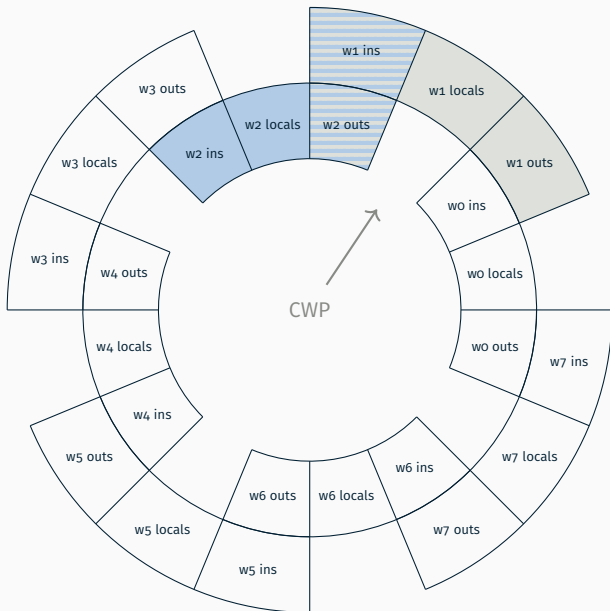 w1 ins
w3 outs
w1 locals
w2 locals
w2 outs
w2 ins
w3 locals
w1 outs
w0 ins
w3 ins
w4 outs
w0 locals
CWP
w4 locals
w0 outs
w7 ins
w4 ins
w5 outs
w7 locals
w6 ins
w6 outs
w6 locals
w5 locals
w7 outs
w5 ins